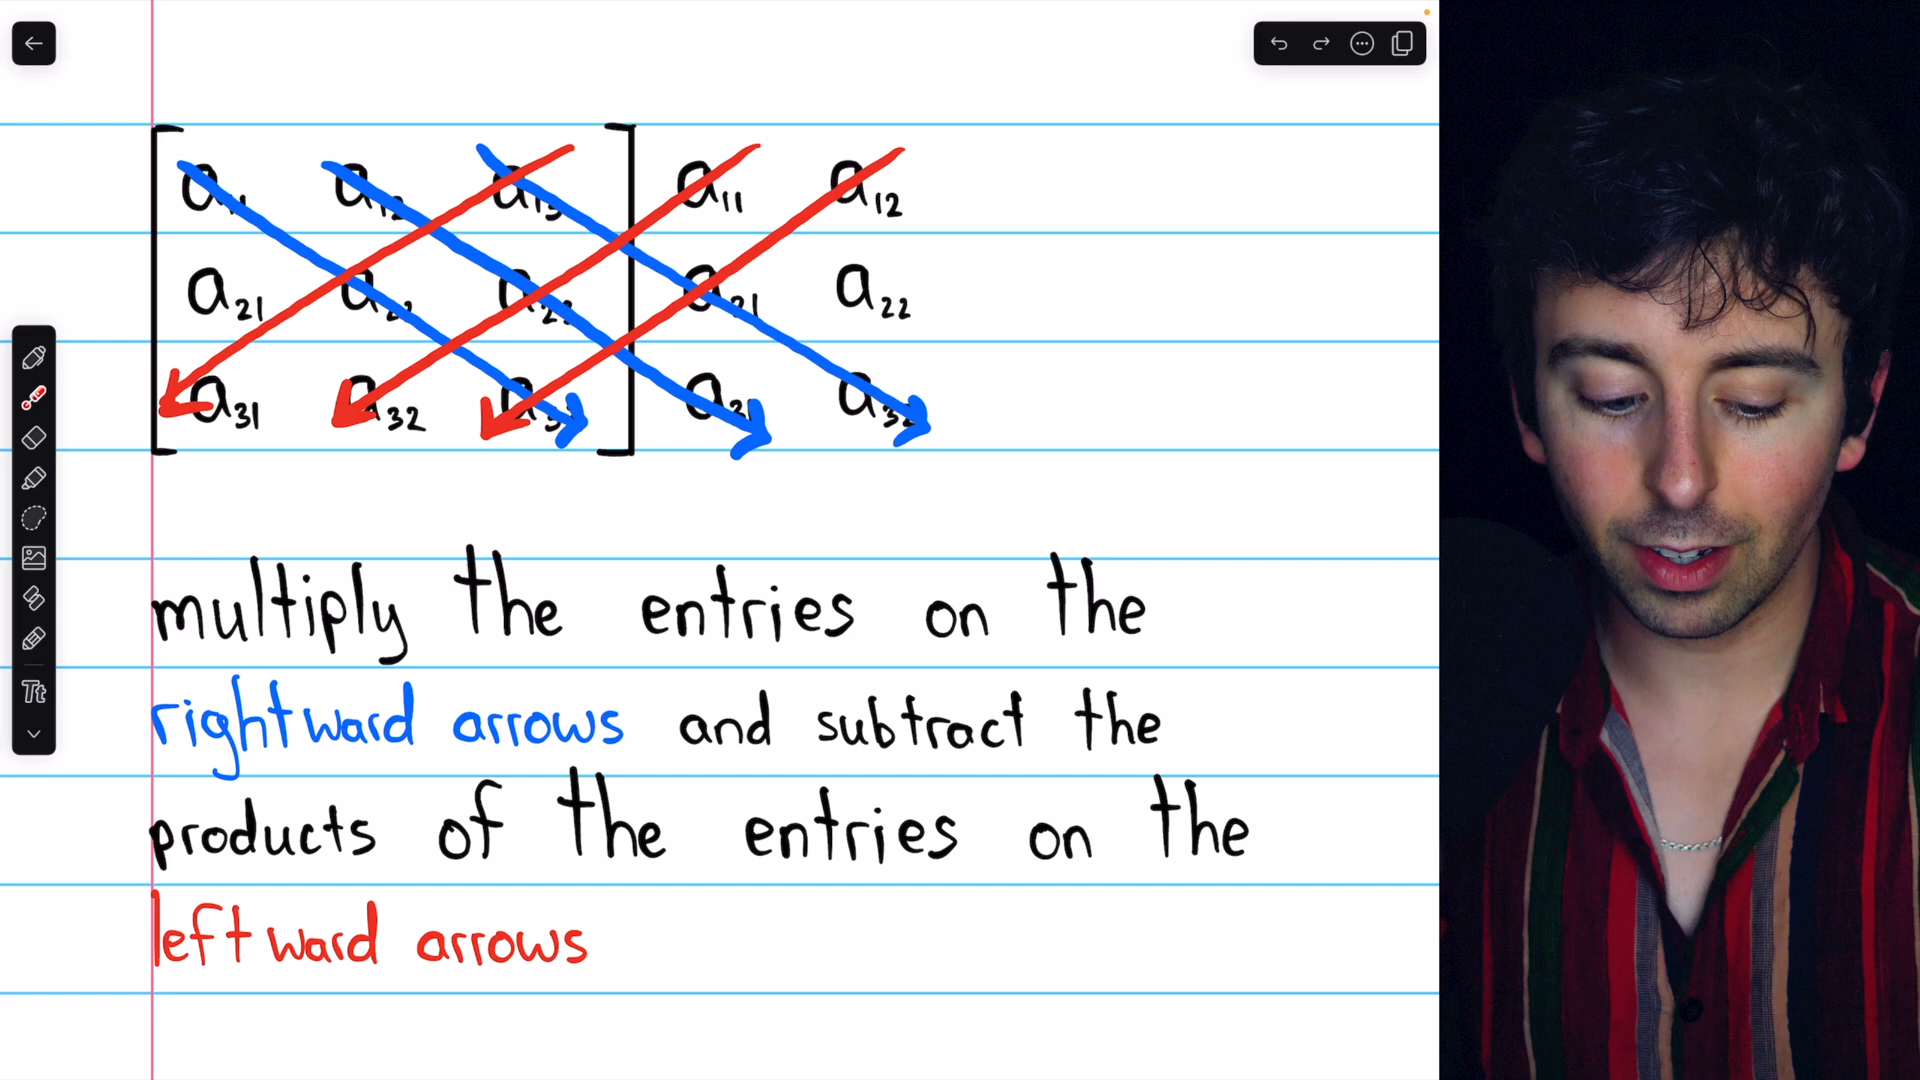 a₁₁ a₁₂ a₁₃ a₁₁ a₁₂
a₂₁ a₂₂ a₂₃ a₂₁ a₂₂
a₃₁ a₃₂ a₃₃ a₃₁ a₃₂
multiply the entries on the
rightward arrows and subtract the
products of the entries on the
leftward arrows
Tt